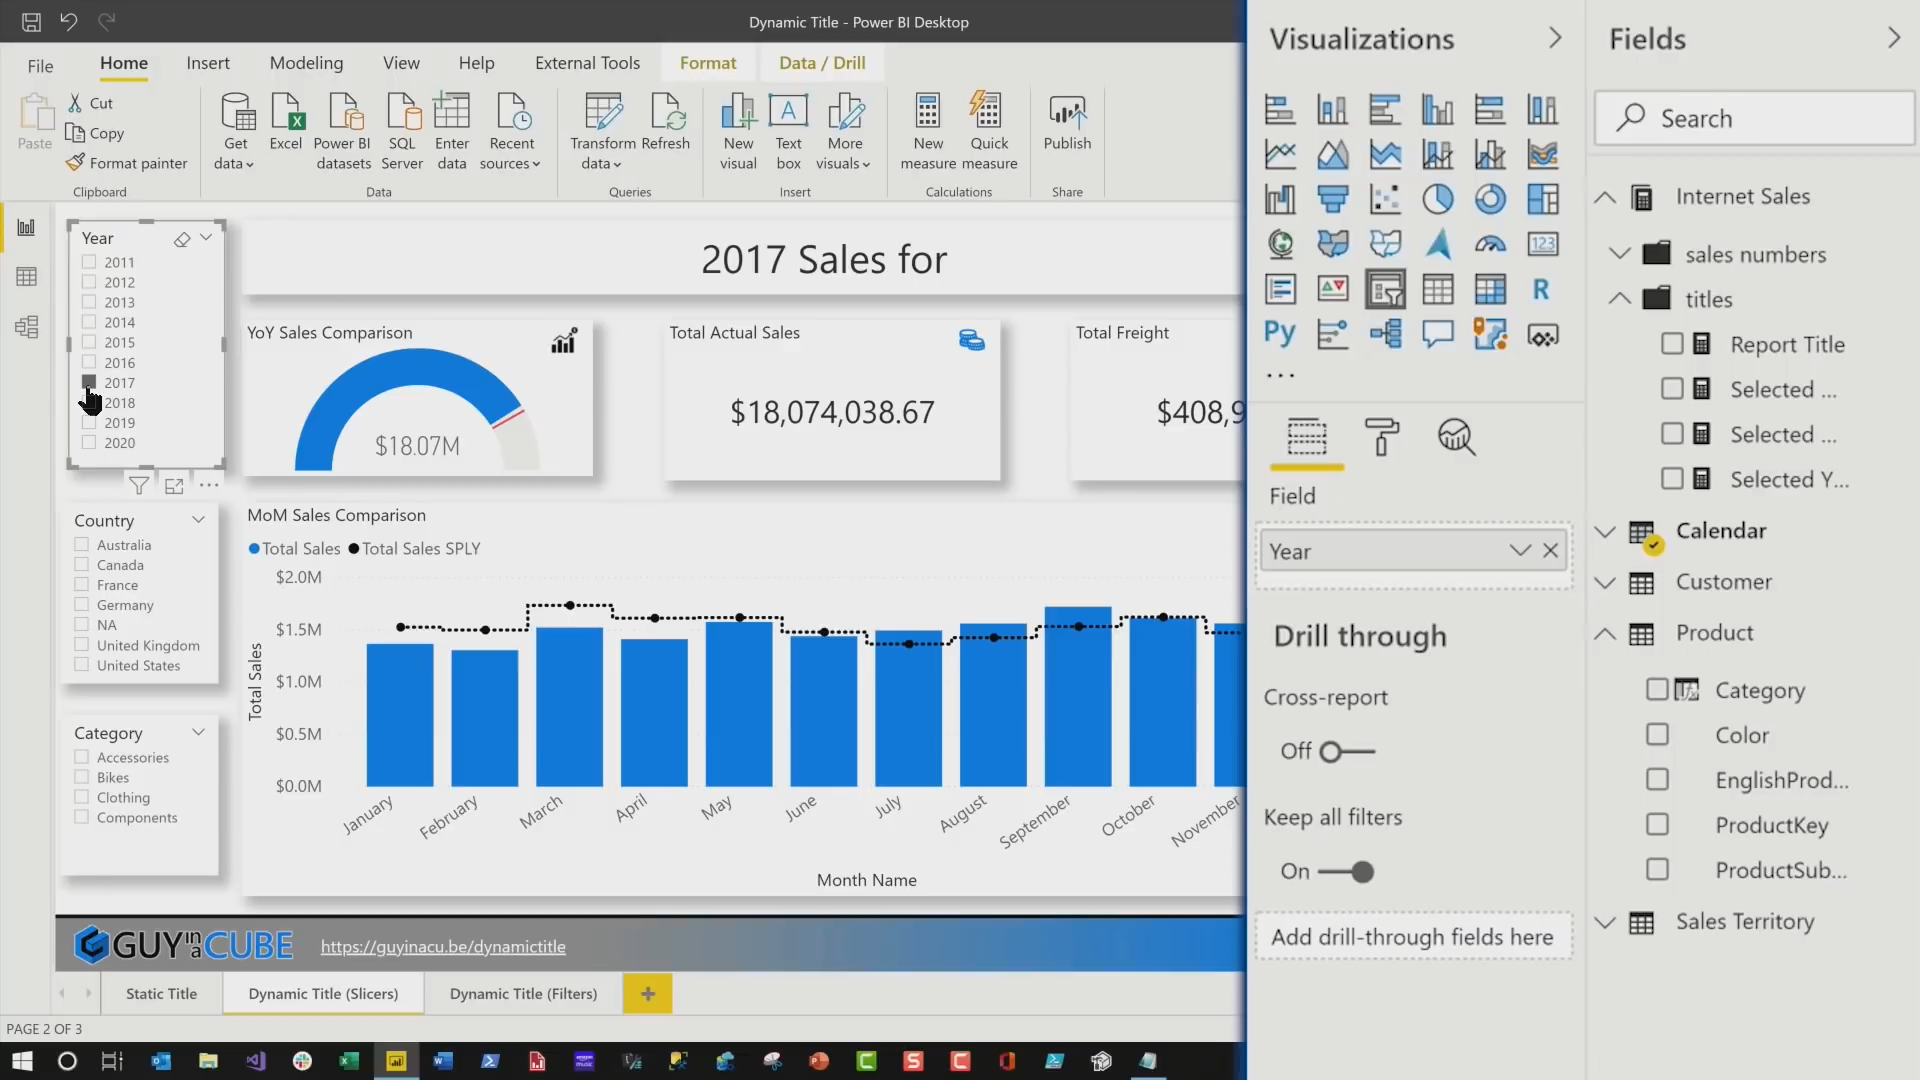 Dynamic Title - Power BI Desktop
File
Home
Insert
Modeling
View
Help
External Tools
Format
Data / Drill
Paste
Cut
Copy
Format painter
Clipboard
Get data
Excel
Power BI datasets
SQL Server
Enter data
Recent sources
Data
Transform data
Refresh
Queries
New visual
Text box
More visuals
Insert
New measure
Quick measure
Calculations
Publish
Share
Year
2011
2012
2013
2014
2015
2016
2017
2018
2019
2020
2017 Sales for
YoY Sales Comparison
$18.07M
Total Actual Sales
$18,074,038.67
Total Freight
$408,9
Country
Australia
Canada
France
Germany
NA
United Kingdom
United States
Category
Accessories
Bikes
Clothing
Components
MoM Sales Comparison
Total Sales
Total Sales SPLY
$2.0M
$1.5M
$1.0M
$0.5M
$0.0M
Total Sales
January
February
March
April
May
June
July
August
September
October
November
Month Name
GUY in a CUBE
https://guyinacu.be/dynamictitle
Static Title
Dynamic Title (Slicers)
Dynamic Title (Filters)
PAGE 2 OF 3
Visualizations
123
R
Py
...
Field
Year
Drill through
Cross-report
Off
Keep all filters
On
Add drill-through fields here
Fields
Search
Internet Sales
sales numbers
titles
Report Title
Selected ...
Selected ...
Selected Y...
Calendar
Customer
Product
Category
Color
EnglishProd...
ProductKey
ProductSub...
Sales Territory